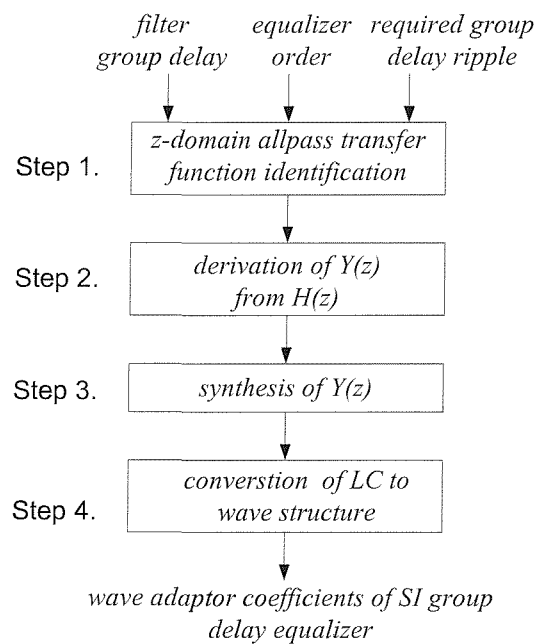 filter
group delay
equalizer
order
required group
delay ripple
Step 1.
z-domain allpass transfer
function identification
Step 2.
derivation of Y(z)
from H(z)
Step 3.
synthesis of Y(z)
Step 4.
converstion of LC to
wave structure
wave adaptor coefficients of SI group
delay equalizer